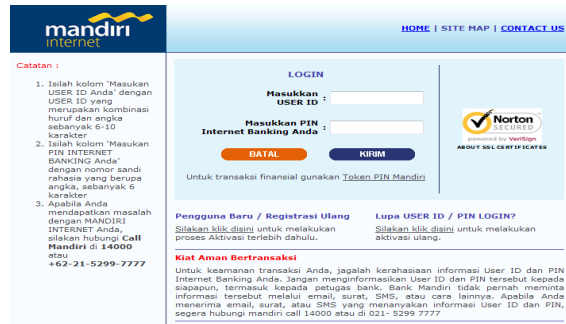 mandiri
internet
HOME | SITE MAP | CONTACT US
Catatan :
1. Isilah kolom 'Masukan
USER ID Anda' dengan
USER ID yang
merupakan kombinasi
huruf dan angka
sebanyak 6-10
karakter
2. Isilah kolom 'Masukan
PIN INTERNET
BANKING Anda'
dengan nomor sandi
rahasia yang berupa
angka, sebanyak 6
karakter
3. Apabila Anda
mendapatkan masalah
dengan MANDIRI
INTERNET Anda,
silakan hubungi Call
Mandiri di 14000
atau
+62-21-5299-7777
LOGIN
Masukkan
USER ID :
Masukkan PIN
Internet Banking Anda :
BATAL KIRIM
Untuk transaksi finansial gunakan Token PIN Mandiri
Norton
SECURED
powered by VeriSign
ABOUT SSL CERTIFICATES
Pengguna Baru / Registrasi Ulang
Silakan klik disini untuk melakukan
proses Aktivasi terlebih dahulu.
Lupa USER ID / PIN LOGIN?
Silakan klik disini untuk melakukan
aktivasi ulang.
Kiat Aman Bertransaksi
Untuk keamanan transaksi Anda, jagalah kerahasiaan informasi User ID dan PIN
Internet Banking Anda. Jangan menginformasikan User ID dan PIN tersebut kepada
siapapun, termasuk kepada petugas bank. Bank Mandiri tidak pernah meminta
informasi tersebut melalui email, surat, SMS, atau cara lainnya. Apabila Anda
menerima email, surat, atau SMS yang menanyakan informasi User ID dan PIN,
segera hubungi mandiri call 14000 atau di 021- 5299 7777